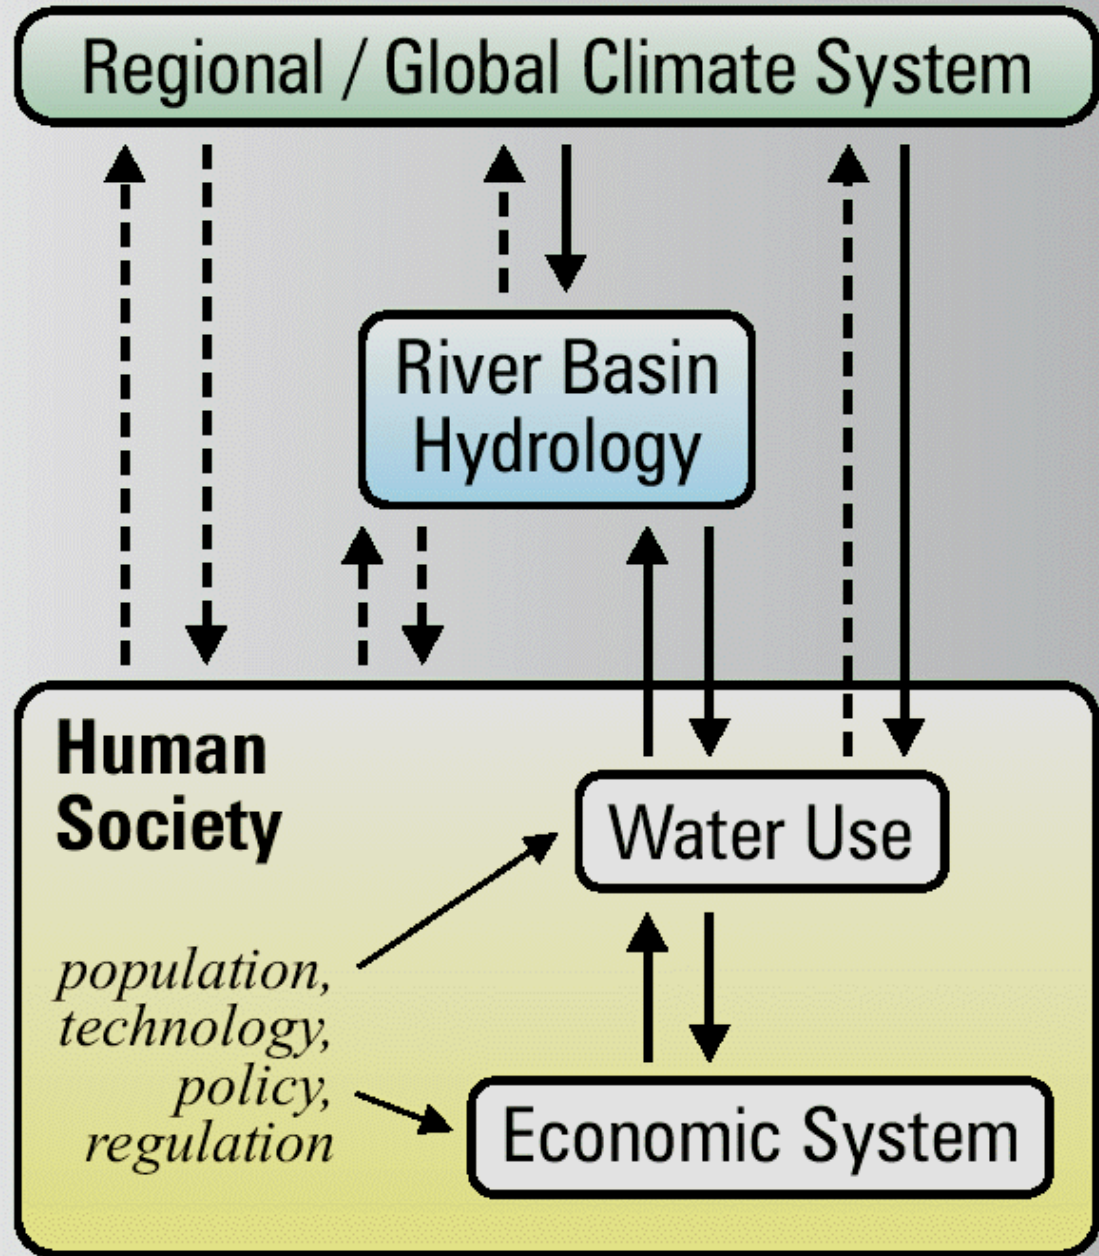 Regional / Global Climate System
River Basin
Hydrology
Human
Society
Water Use
population,
technology,
policy,
regulation
Economic System